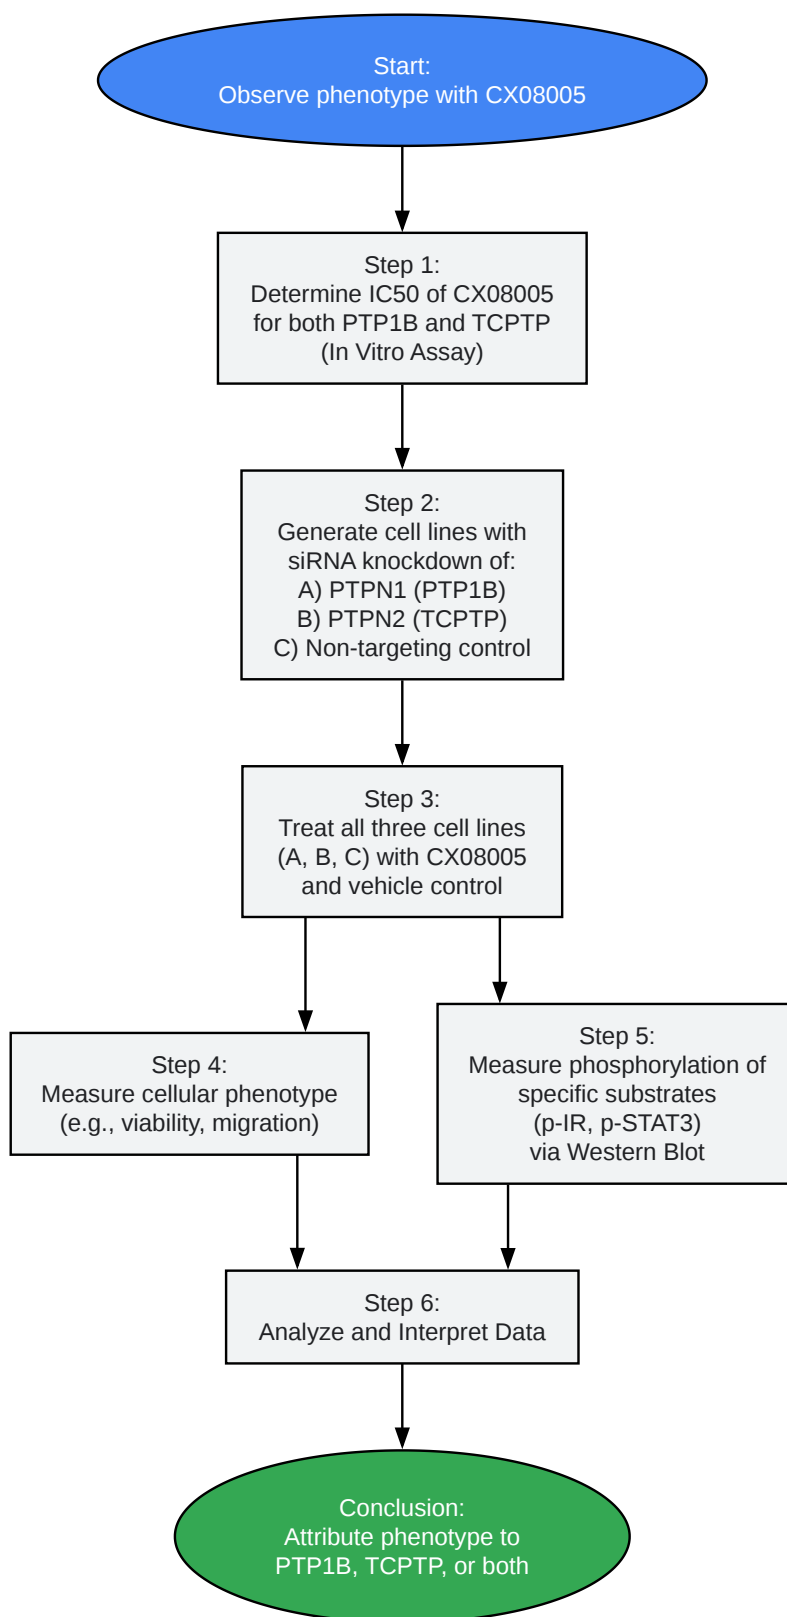 Start:
Observe phenotype with CX08005
Step 1:
Determine IC50 of CX08005
for both PTP1B and TCPTP
(In Vitro Assay)
Step 2:
Generate cell lines with
siRNA knockdown of:
A) PTPN1 (PTP1B)
B) PTPN2 (TCPTP)
C) Non-targeting control
Step 3:
Treat all three cell lines
(A, B, C) with CX08005
and vehicle control
Step 4:
Measure cellular phenotype
(e.g., viability, migration)
Step 5:
Measure phosphorylation of
specific substrates
(p-IR, p-STAT3)
via Western Blot
Step 6:
Analyze and Interpret Data
Conclusion:
Attribute phenotype to
PTP1B, TCPTP, or both